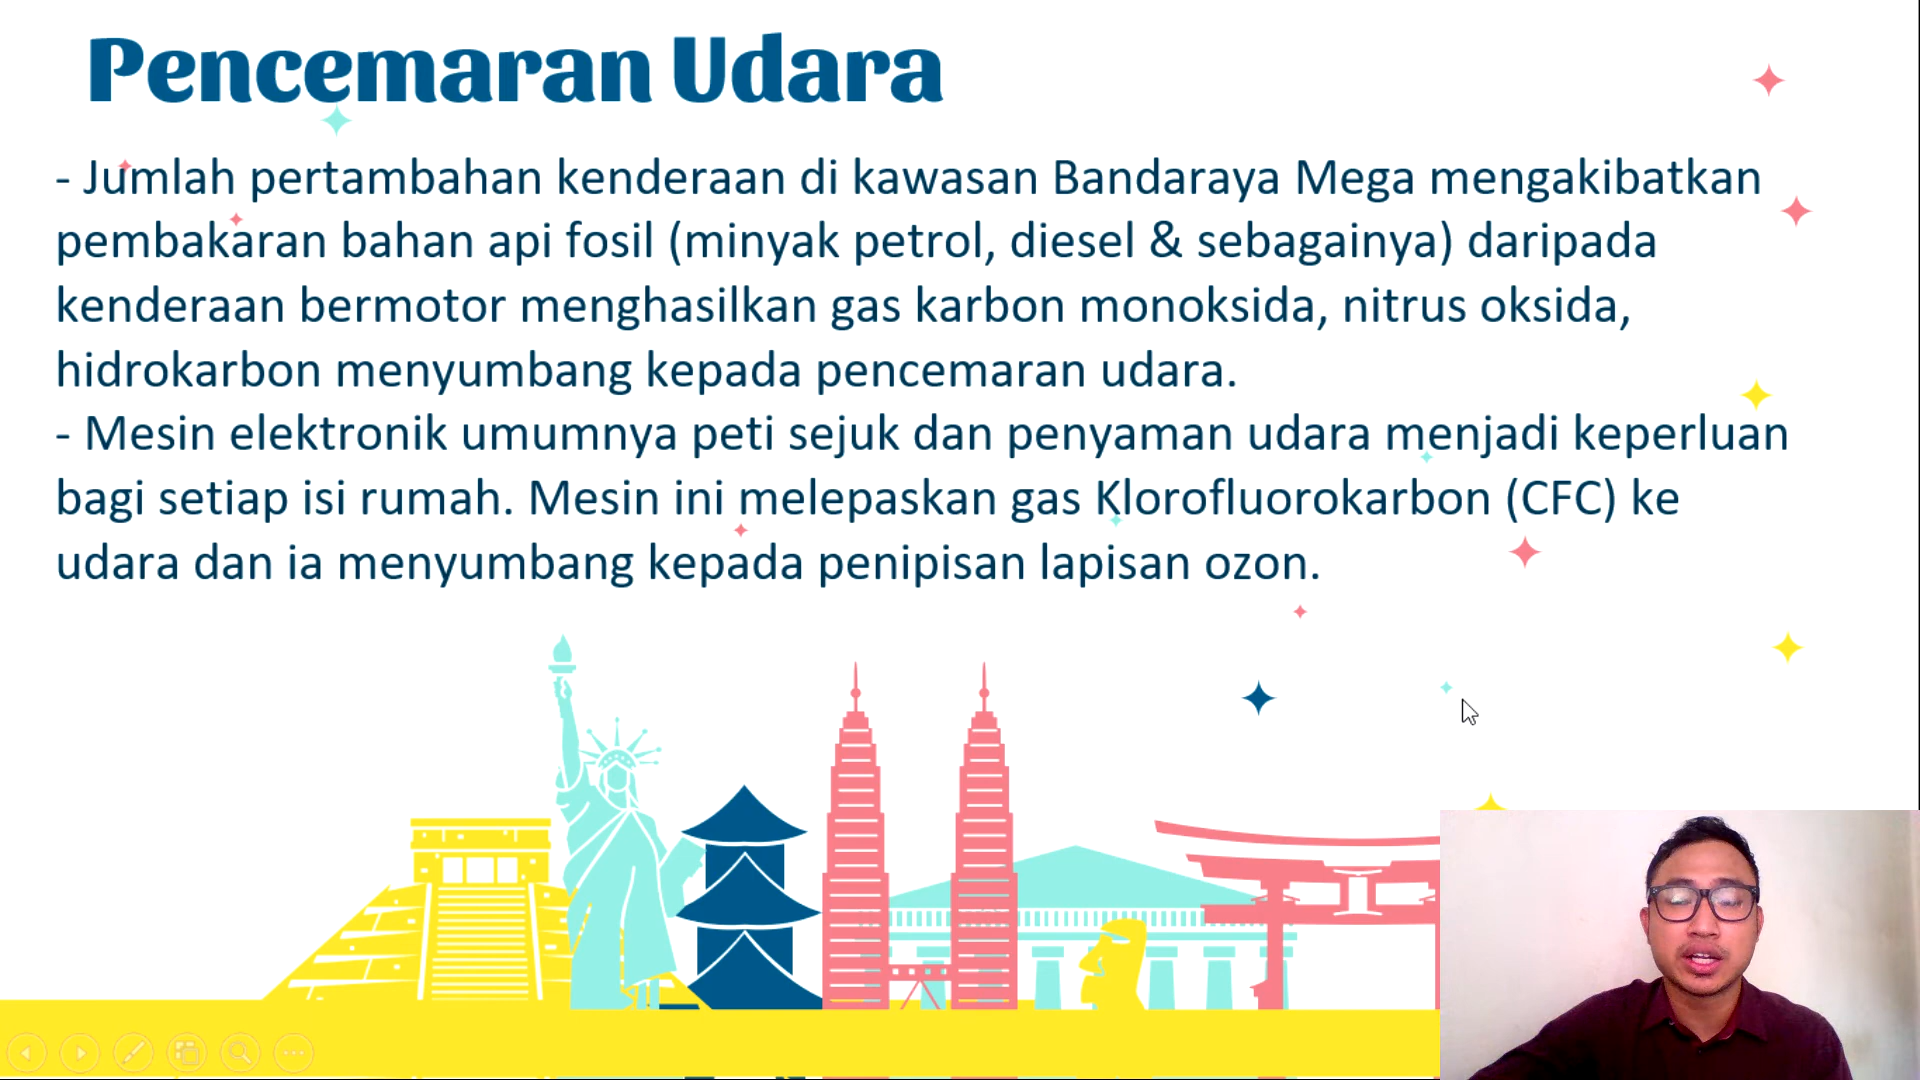 Pencemaran Udara
- Jumlah pertambahan kenderaan di kawasan Bandaraya Mega mengakibatkan
pembakaran bahan api fosil (minyak petrol, diesel & sebagainya) daripada
kenderaan bermotor menghasilkan gas karbon monoksida, nitrus oksida,
hidrokarbon menyumbang kepada pencemaran udara.
- Mesin elektronik umumnya peti sejuk dan penyaman udara menjadi keperluan
bagi setiap isi rumah. Mesin ini melepaskan gas Klorofluorokarbon (CFC) ke
udara dan ia menyumbang kepada penipisan lapisan ozon.